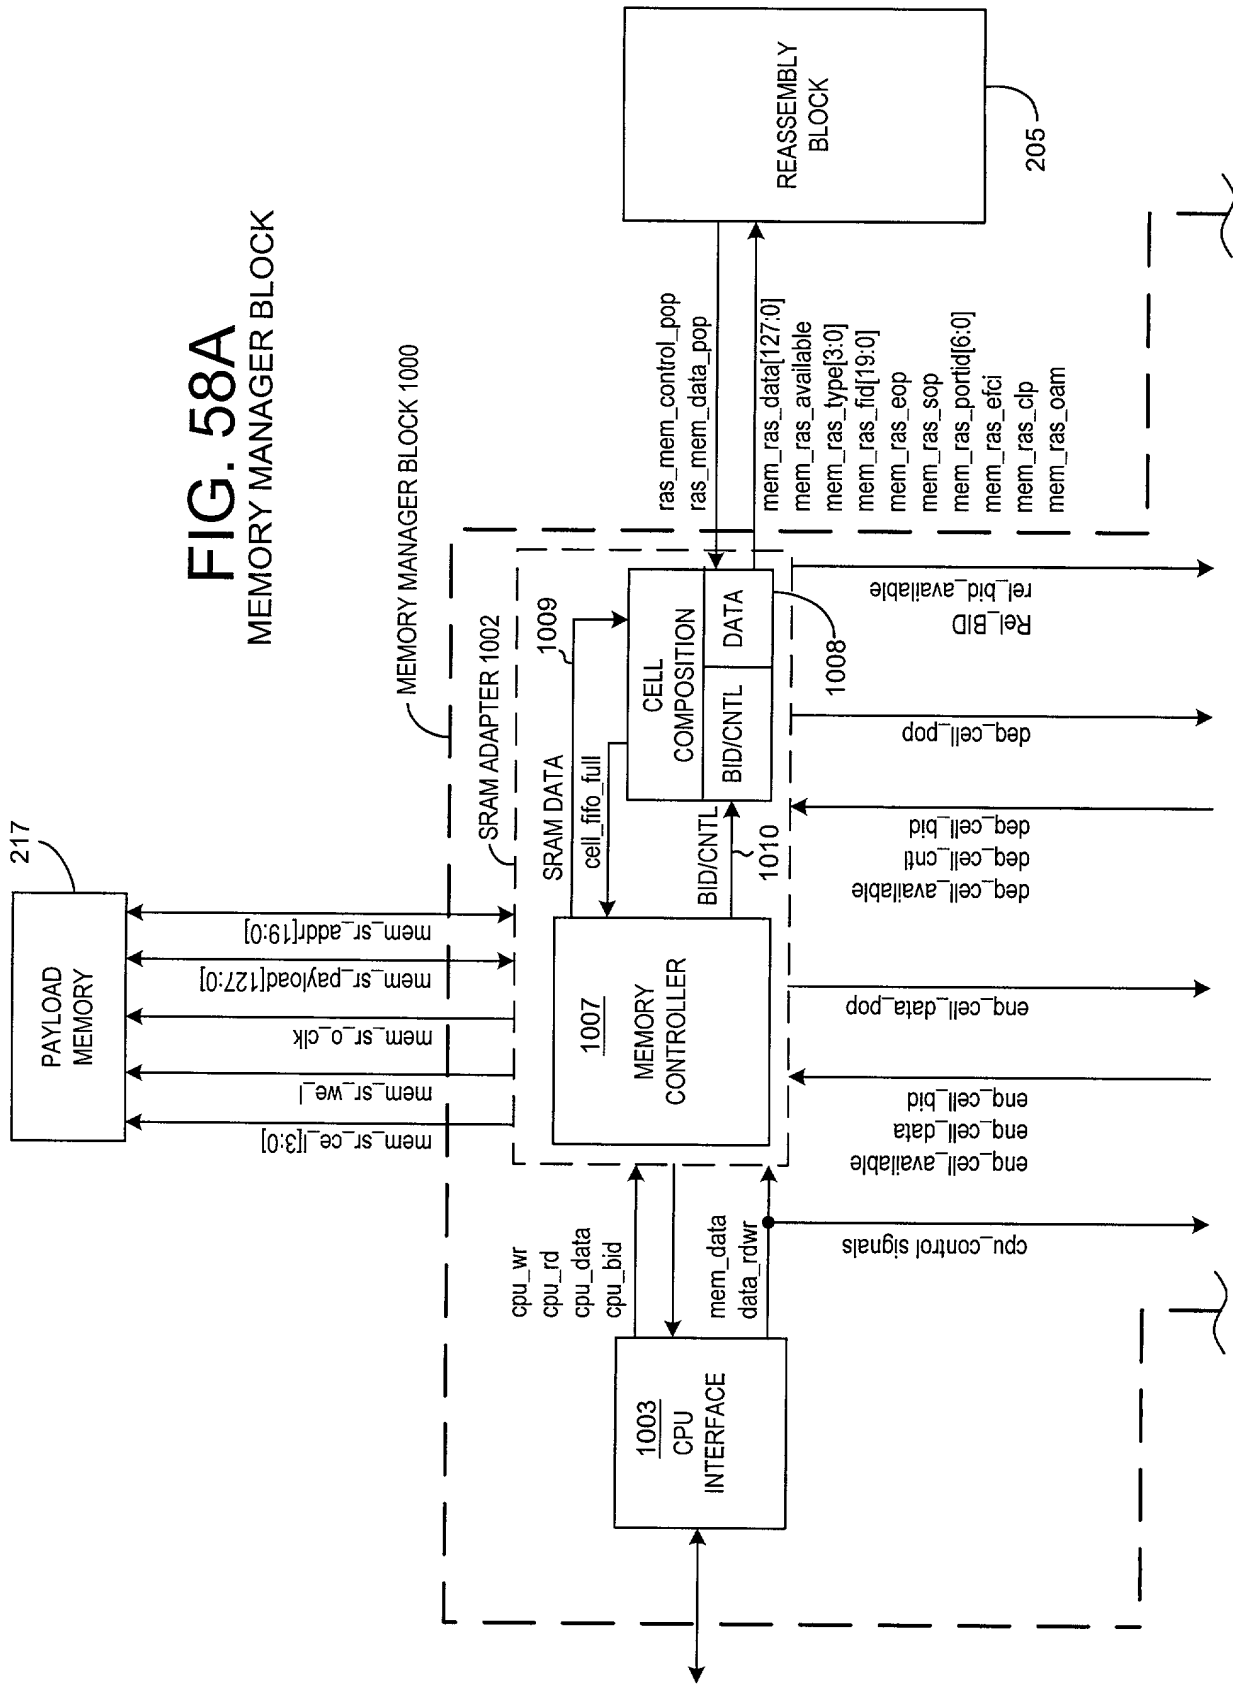 FIG. 58A
MEMORY MANAGER BLOCK
217
PAYLOAD
MEMORY
mem_sr_ce_l[3:0]
mem_sr_we_l
mem_sr_o_clk
mem_sr_payload[127:0]
mem_sr_addr[19:0]
MEMORY MANAGER BLOCK 1000
SRAM ADAPTER 1002
cpu_wr
cpu_rd
cpu_data
cpu_bid
mem_data
data_rdwr
1003
CPU
INTERFACE
1007
MEMORY
CONTROLLER
SRAM DATA
1009
cell_fifo_full
BID/CNTL
1010
CELL
COMPOSITION
BID/CNTL
DATA
1008
ras_mem_control_pop
ras_mem_data_pop
mem_ras_data[127:0]
mem_ras_available
mem_ras_type[3:0]
mem_ras_fid[19:0]
mem_ras_eop
mem_ras_sop
mem_ras_portid[6:0]
mem_ras_efci
mem_ras_clp
mem_ras_oam
REASSEMBLY
BLOCK
205
cpu_control signals
enq_cell_available
enq_cell_data
enq_cell_bid
enq_cell_data_pop
deq_cell_available
deq_cell_cntl
deq_cell_bid
deq_cell_pop
Rel_BID
rel_bid_available